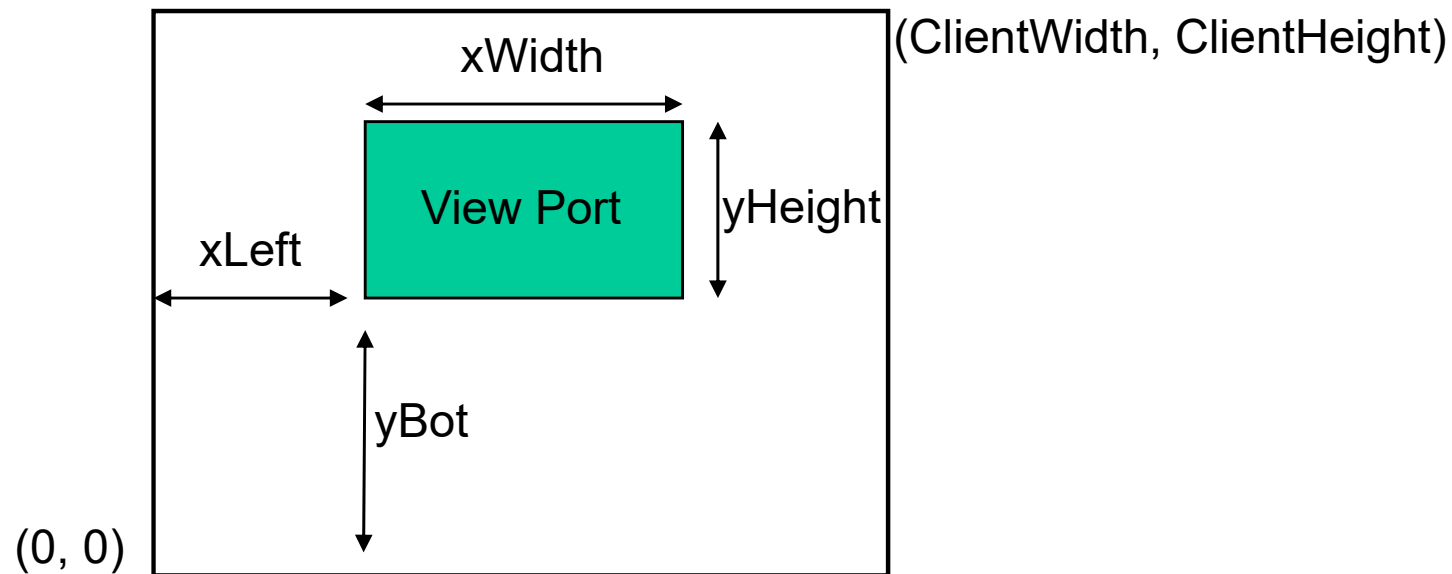 (ClientWidth, ClientHeight)
xWidth
View Port
yHeight
xLeft
yBot
(0, 0)